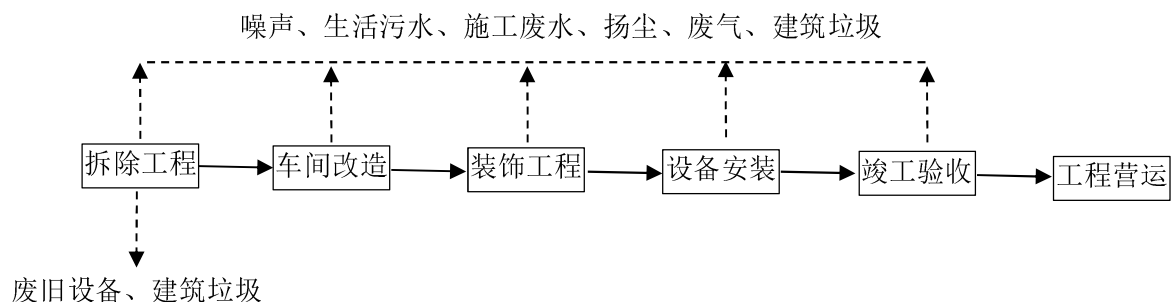 噪声、生活污水、施工废水、扬尘、废气、建筑垃圾
拆除工程
车间改造
装饰工程
设备安装
竣工验收
工程营运
废旧设备、建筑垃圾